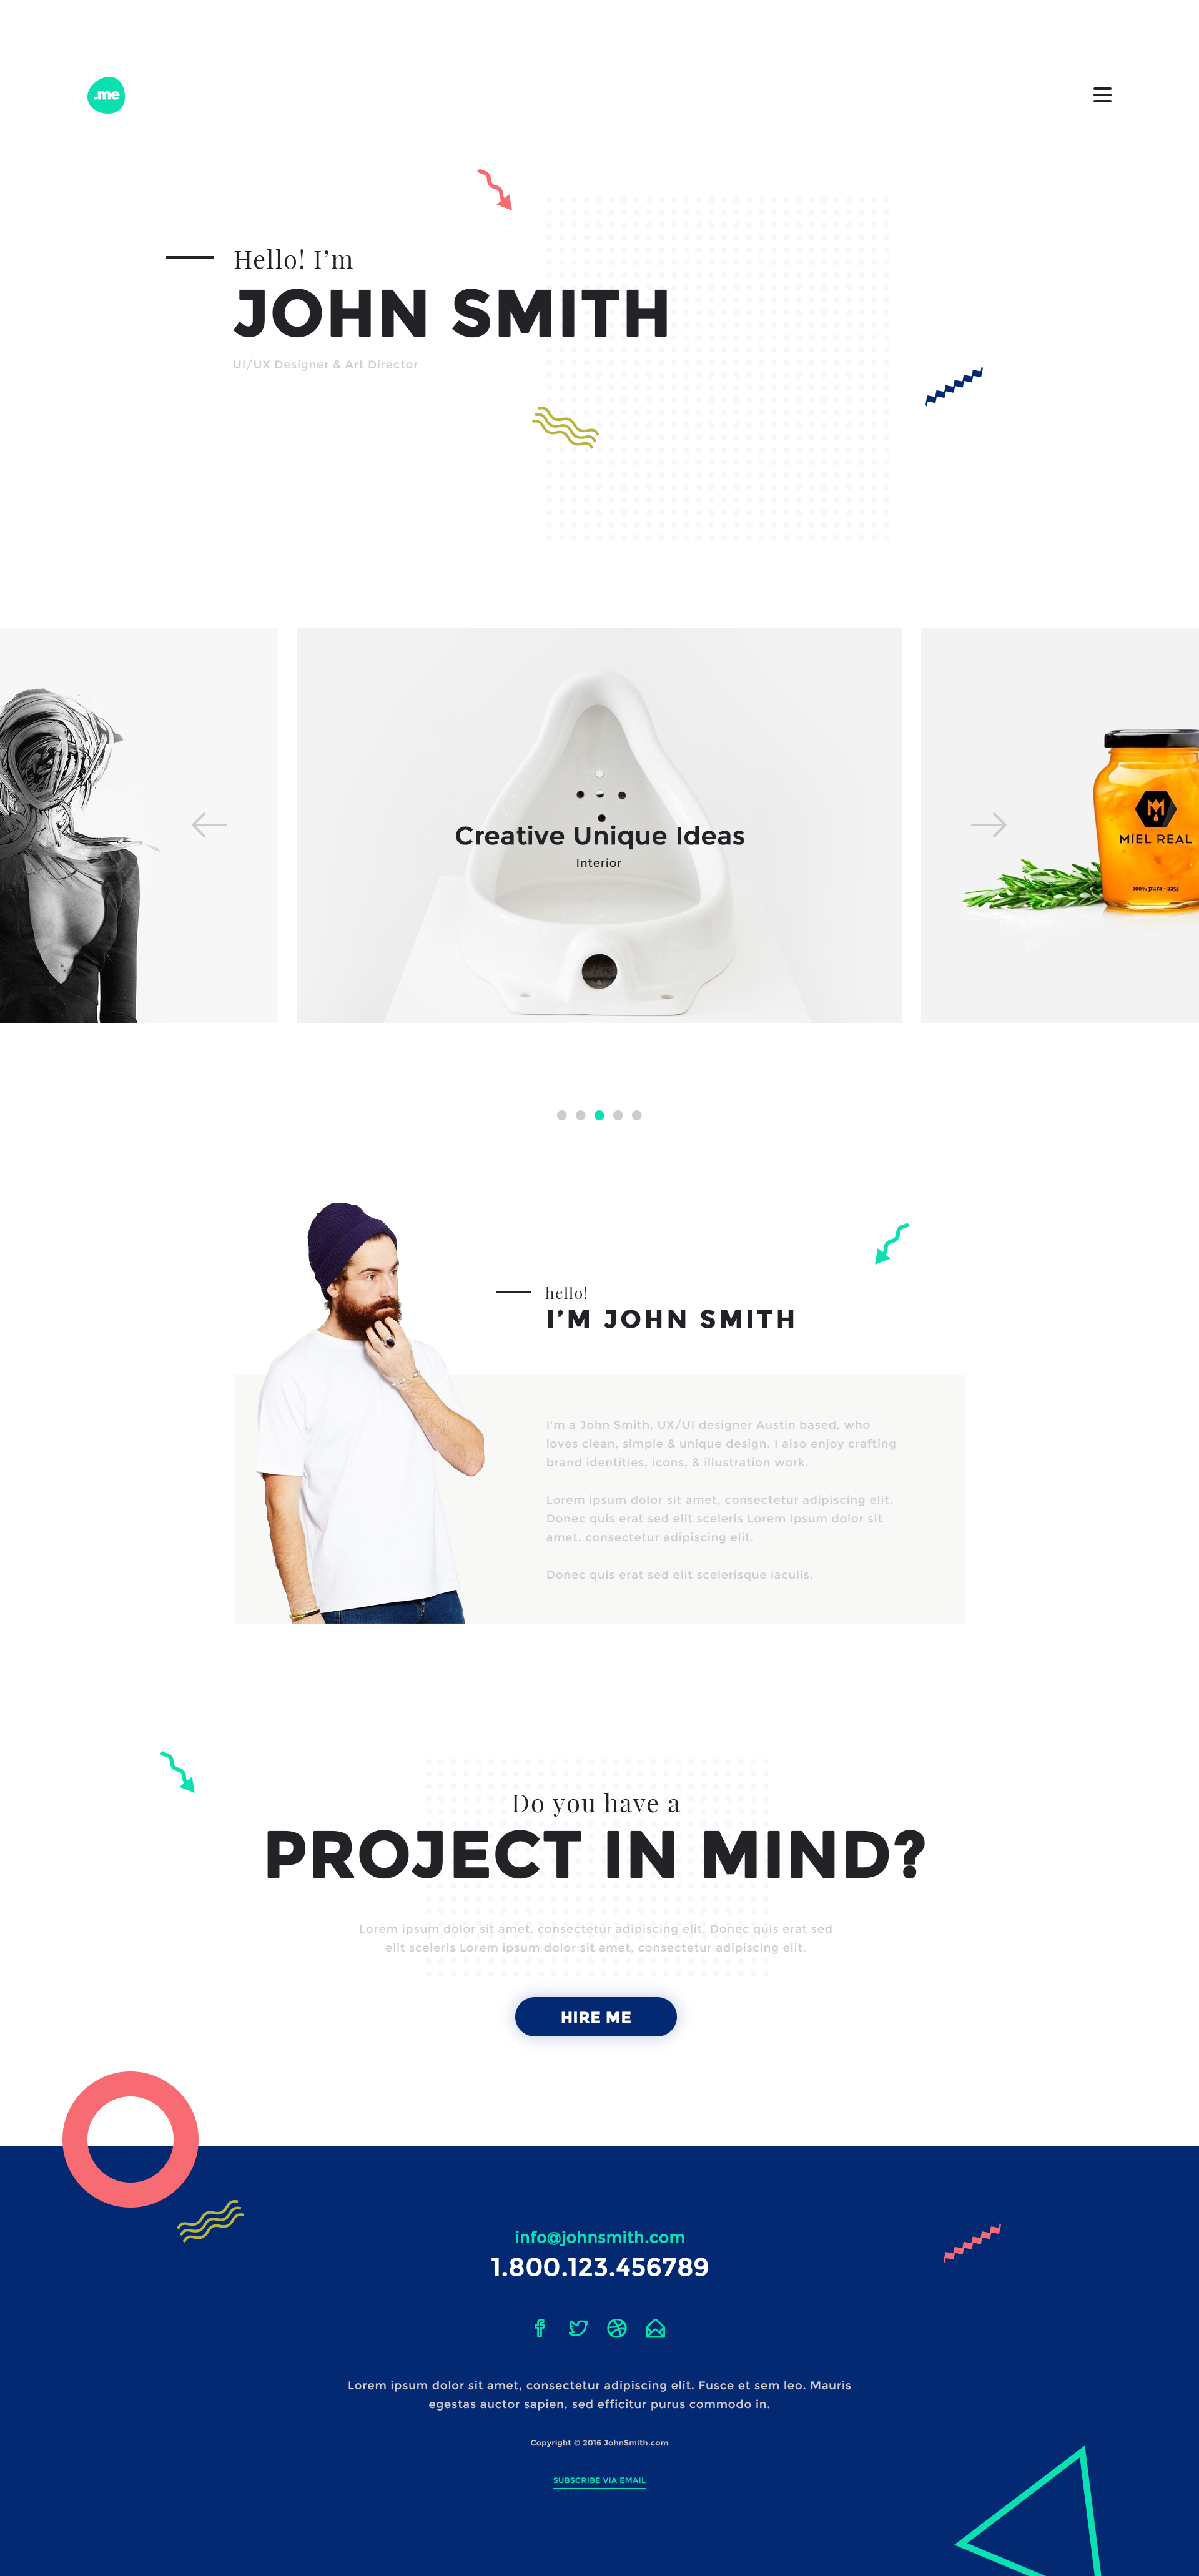 .me
Hello! I’m
JOHN SMITH
UI/UX Designer & Art Director
Creative Unique Ideas
Interior
MIEL REAL
100% pura - 225g
hello!
I’M JOHN SMITH
I'm a John Smith, UX/UI designer Austin based, who
loves clean, simple & unique design. I also enjoy crafting
brand identities, icons, & illustration work.
Lorem ipsum dolor sit amet, consectetur adipiscing elit.
Donec quis erat sed elit sceleris Lorem ipsum dolor sit
amet, consectetur adipiscing elit.
Donec quis erat sed elit scelerisque iaculis.
Do you have a
PROJECT IN MIND?
Lorem ipsum dolor sit amet, consectetur adipiscing elit. Donec quis erat sed
elit sceleris Lorem ipsum dolor sit amet, consectetur adipiscing elit.
HIRE ME
info@johnsmith.com
1.800.123.456789
Lorem ipsum dolor sit amet, consectetur adipiscing elit. Fusce et sem leo. Mauris
egestas auctor sapien, sed efficitur purus commodo in.
Copyright © 2016 JohnSmith.com
SUBSCRIBE VIA EMAIL